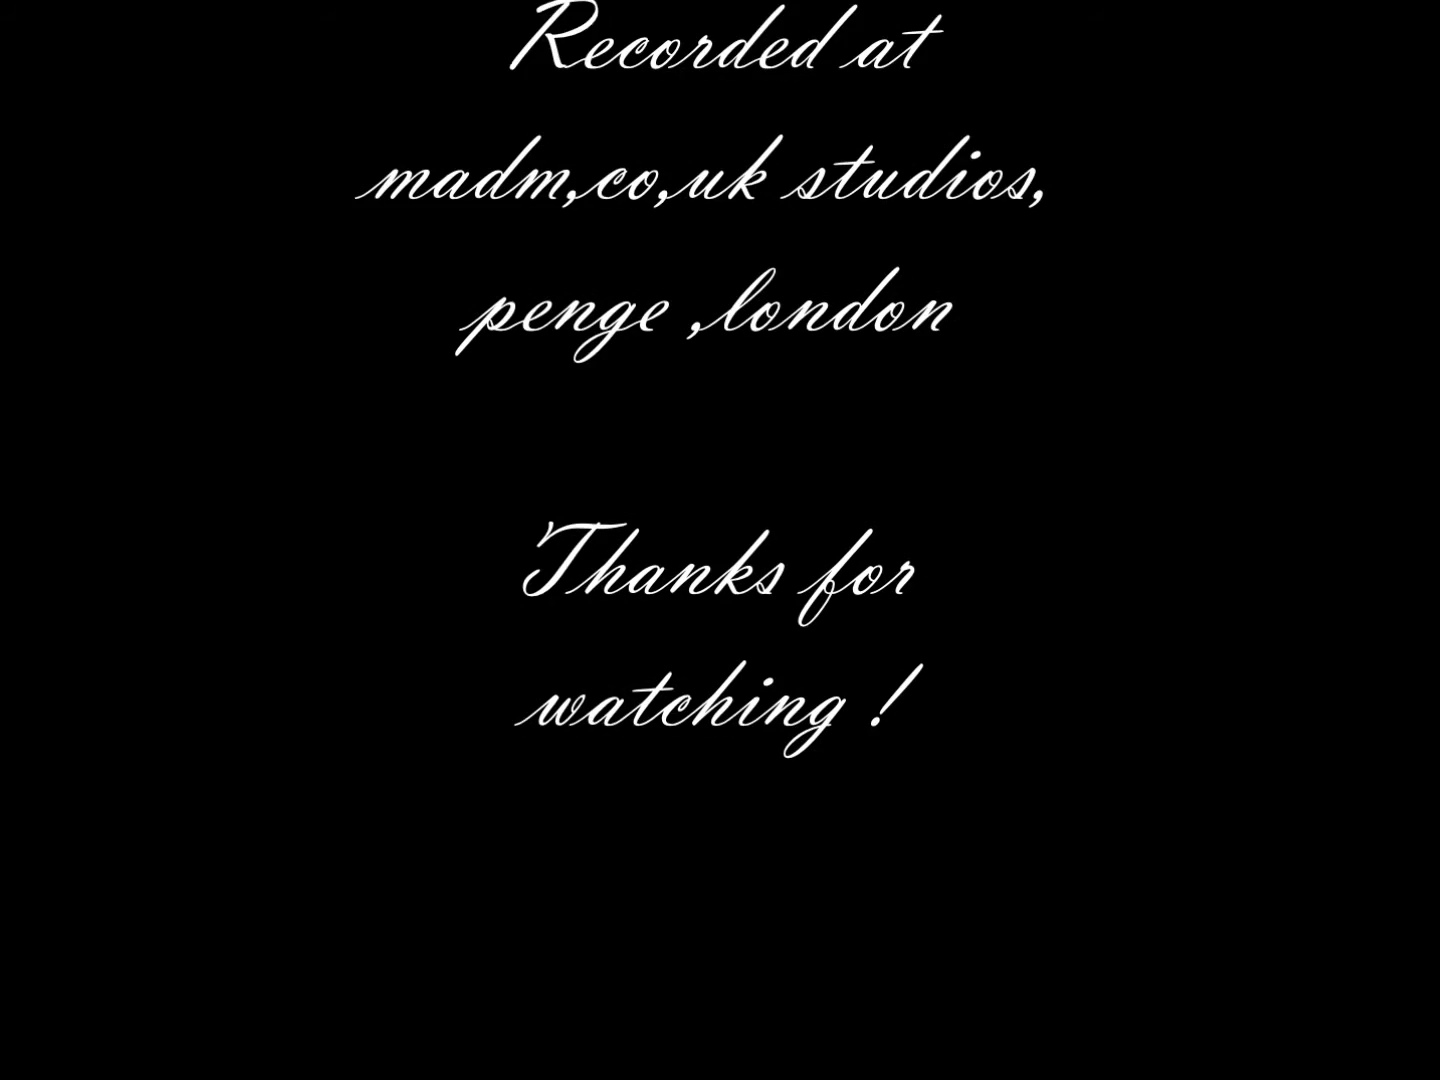 Recorded at
madm,co,uk studios,
penge ,london
Thanks for
watching !